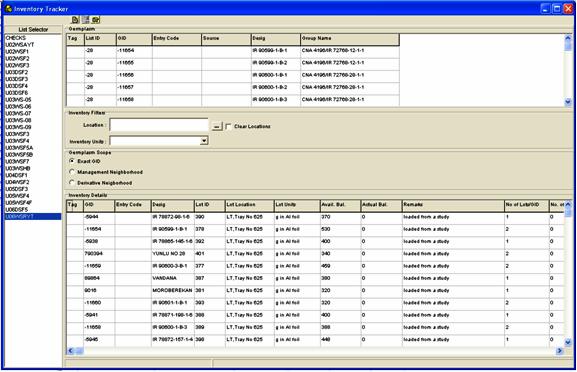 Inventory Tracker
List Selector
CHECKS
U02WSAYT
U02WSF1
U02WSF2
U03WSF3
U03DSF2
U03DSF3
U03DSF4
U03DSF6
U03WS-05
U03WS-06
U03WS-07
U03WS-08
U03WS-09
U03WSF3
U03WSF4
U03WSF5A
U03WSF5B
U03WSF7
U03WSHB
U04DSF1
U04WSF2
U05DSF3
U05WSF4
U05WSF4F
U06DSF5
U06WSRYT
Germplasm
Tag List ID GID Entry Code Source Desig Group Name
-28 -11654 IR 90599-1-B-1 CNA 4196/IR 72768-12-1-1
-28 -11655 IR 90599-1-B-2 CNA 4196/IR 72768-12-1-1
-28 -11656 IR 90600-1-B-1 CNA 4196/IR 72768-28-1-1
-28 -11657 IR 90600-1-B-2 CNA 4196/IR 72768-28-1-1
-28 -11658 IR 90600-1-B-3 CNA 4196/IR 72768-28-1-1
Inventory Filters
Location : ... Clear Locations
Inventory Units :
Germplasm Scope
Exact GID
Management Neighborhood
Derivative Neighborhood
Inventory Details
Tag GID Entry Code Desig Lot ID Lot Location Lot Units Avail. Bal. Actual Bal. Remarks No of Lots/GID No. of
-5944 IR 78872-98-1-6 390 LT,Tray No 625 g in Al foil 370 0 loaded from a study 1 0
-11654 IR 90599-1-B-1 378 LT,Tray No 625 g in Al foil 530 0 loaded from a study 2 0
-5938 IR 78865-146-1-6 392 LT,Tray No 625 g in Al foil 400 0 loaded from a study 1 0
790394 YUNLU NO 28 401 LT,Tray No 625 g in Al foil 340 0 loaded from a study 2 0
-11659 IR 90600-3-B-1 377 LT,Tray No 625 g in Al foil 469 0 loaded from a study 2 0
89864 VANDANA 387 LT,Tray No 625 g in Al foil 380 0 loaded from a study 1 0
9016 MOROBEREKAN 381 LT,Tray No 625 g in Al foil 320 0 loaded from a study 1 0
-11660 IR 90601-1-B-1 393 LT,Tray No 625 g in Al foil 320 0 loaded from a study 2 0
-5941 IR 78871-198-1-6 388 LT,Tray No 625 g in Al foil 400 0 loaded from a study 1 0
-11658 IR 90600-1-B-3 389 LT,Tray No 625 g in Al foil 388 0 loaded from a study 2 0
-5946 IR 78872-157-1-4 398 LT,Tray No 625 g in Al foil 448 0 loaded from a study 1 0